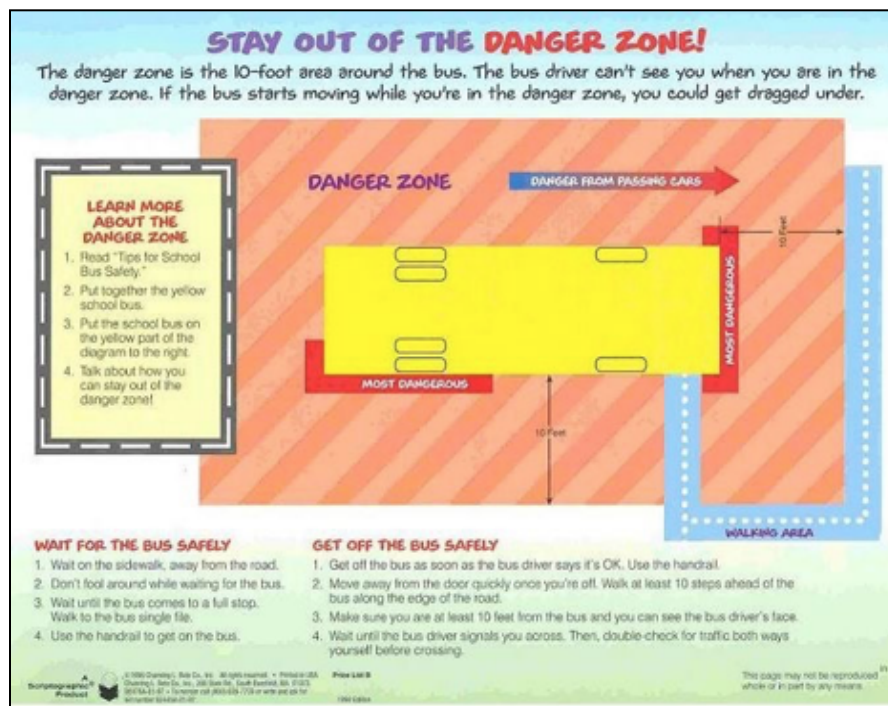 STAY OUT OF THE DANGER ZONE!
The danger zone is the 10-foot area around the bus. The bus driver can't see you when you are in the
danger zone. If the bus starts moving while you're in the danger zone, you could get dragged under.
LEARN MORE
ABOUT THE
DANGER ZONE
1. Read "Tips for School
Bus Safety."
2. Put together the yellow
school bus.
3. Put the school bus on
the yellow part of the
diagram to the right.
4. Talk about how you
can stay out of the
danger zone!
DANGER ZONE
DANGER FROM PASSING CARS
10 Feet
MOST DANGEROUS
MOST DANGEROUS
10 Feet
WALKING AREA
WAIT FOR THE BUS SAFELY
1. Wait on the sidewalk, away from the road.
2. Don't fool around while waiting for the bus.
3. Wait until the bus comes to a full stop.
Walk to the bus single file.
4. Use the handrail to get on the bus.
GET OFF THE BUS SAFELY
1. Get off the bus as soon as the bus driver says it's OK. Use the handrail.
2. Move away from the door quickly once you're off. Walk at least 10 steps ahead of the
bus along the edge of the road.
3. Make sure you are at least 10 feet from the bus and you can see the bus driver's face.
4. Wait until the bus driver signals you across. Then, double-check for traffic both ways
yourself before crossing.
A
Scriptographic®
Product
All rights reserved. • Printed in USA
Price List B
1996 Edition
This page may not be reproduced
whole or in part by any means.